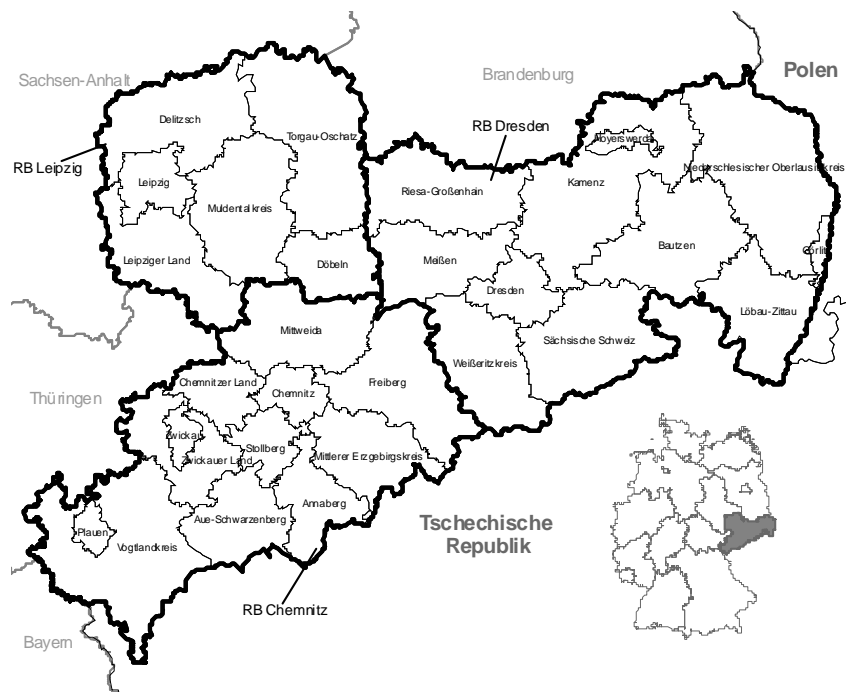 Sachsen-Anhalt
Brandenburg
Polen
Delitzsch
RB Dresden
Torgau-Oschatz
Hoyerswerda
RB Leipzig
Niederschlesischer Oberlausitzkreis
Leipzig
Riesa-Großenhain
Kamenz
Muldentalkreis
Bautzen
Görlitz
Leipziger Land
Döbeln
Meißen
Dresden
Löbau-Zittau
Mittweida
Sächsische Schweiz
Weißeritzkreis
Chemnitzer Land
Chemnitz
Freiberg
Thüringen
Zwickau
Stollberg
Zwickauer Land
Mittlerer Erzgebirgskreis
Annaberg
Aue-Schwarzenberg
Tschechische
Republik
Plauen
Vogtlandkreis
RB Chemnitz
Bayern